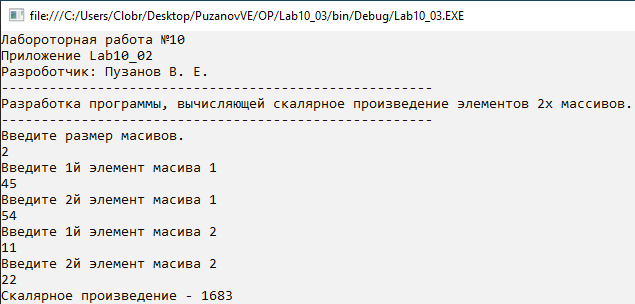 file:///C:/Users/Clobr/Desktop/PuzanovVE/OP/Lab10_03/bin/Debug/Lab10_03.EXE
Лабороторная работа №10
Приложение Lab10_02
Разроботчик: Пузанов В. Е.
------------------------------------------------------
Разработка программы, вычисляющей скалярное произведение элементов 2х массивов.
------------------------------------------------------
Введите размер масивов.
2
Введите 1й элемент масива 1
45
Введите 2й элемент масива 1
54
Введите 1й элемент масива 2
11
Введите 2й элемент масива 2
22
Скалярное произведение - 1683